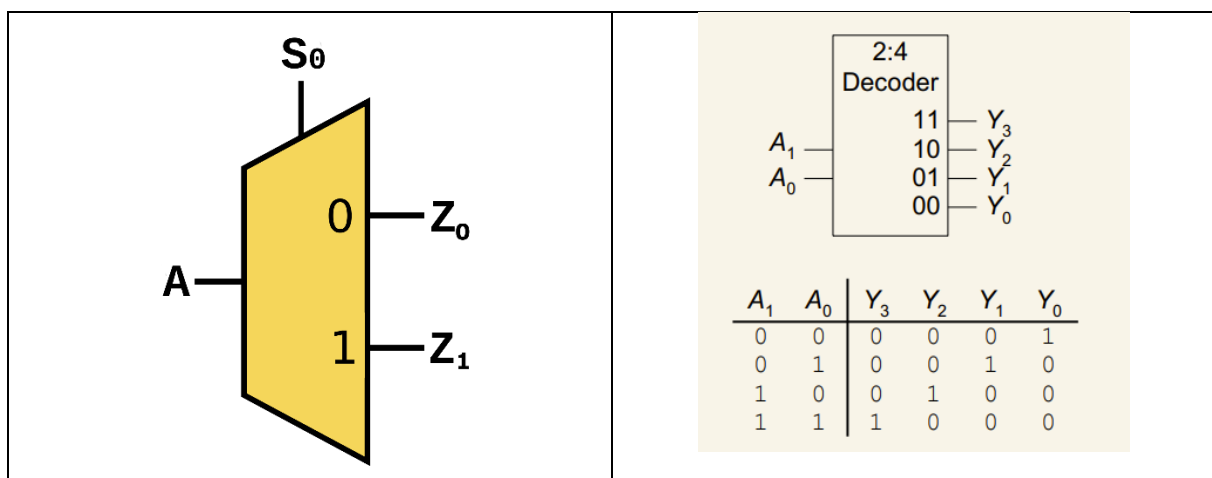 S₀
0 Z₀
A
1 Z₁
2:4
Decoder
11 Y₃
A₁ 10 Y₂
A₀ 01 Y₁
00 Y₀
A₁ A₀ Y₃ Y₂ Y₁ Y₀
0 0 0 0 0 1
0 1 0 0 1 0
1 0 0 1 0 0
1 1 1 0 0 0